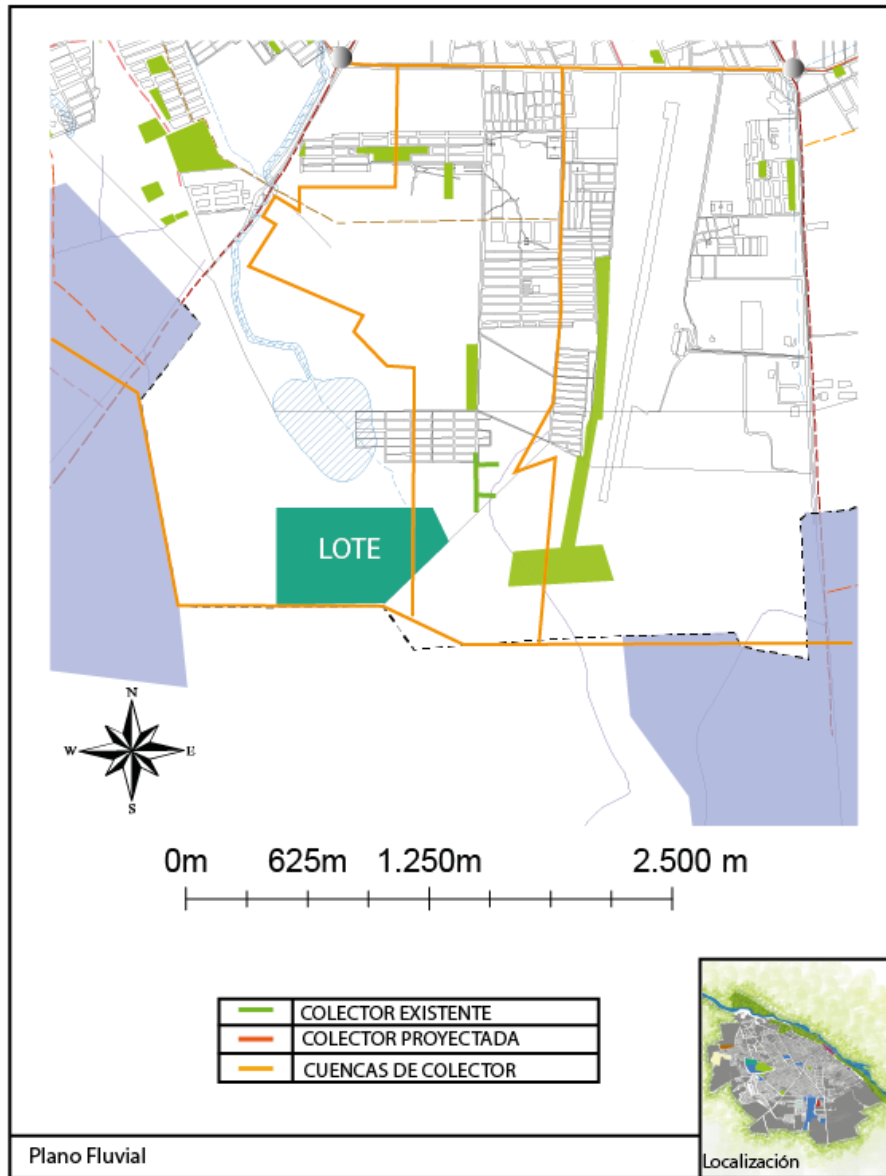 LOTE
N
W E
S
0m 625m 1.250m 2.500 m
COLECTOR EXISTENTE
COLECTOR PROYECTADA
CUENCAS DE COLECTOR
Plano Fluvial
Localización